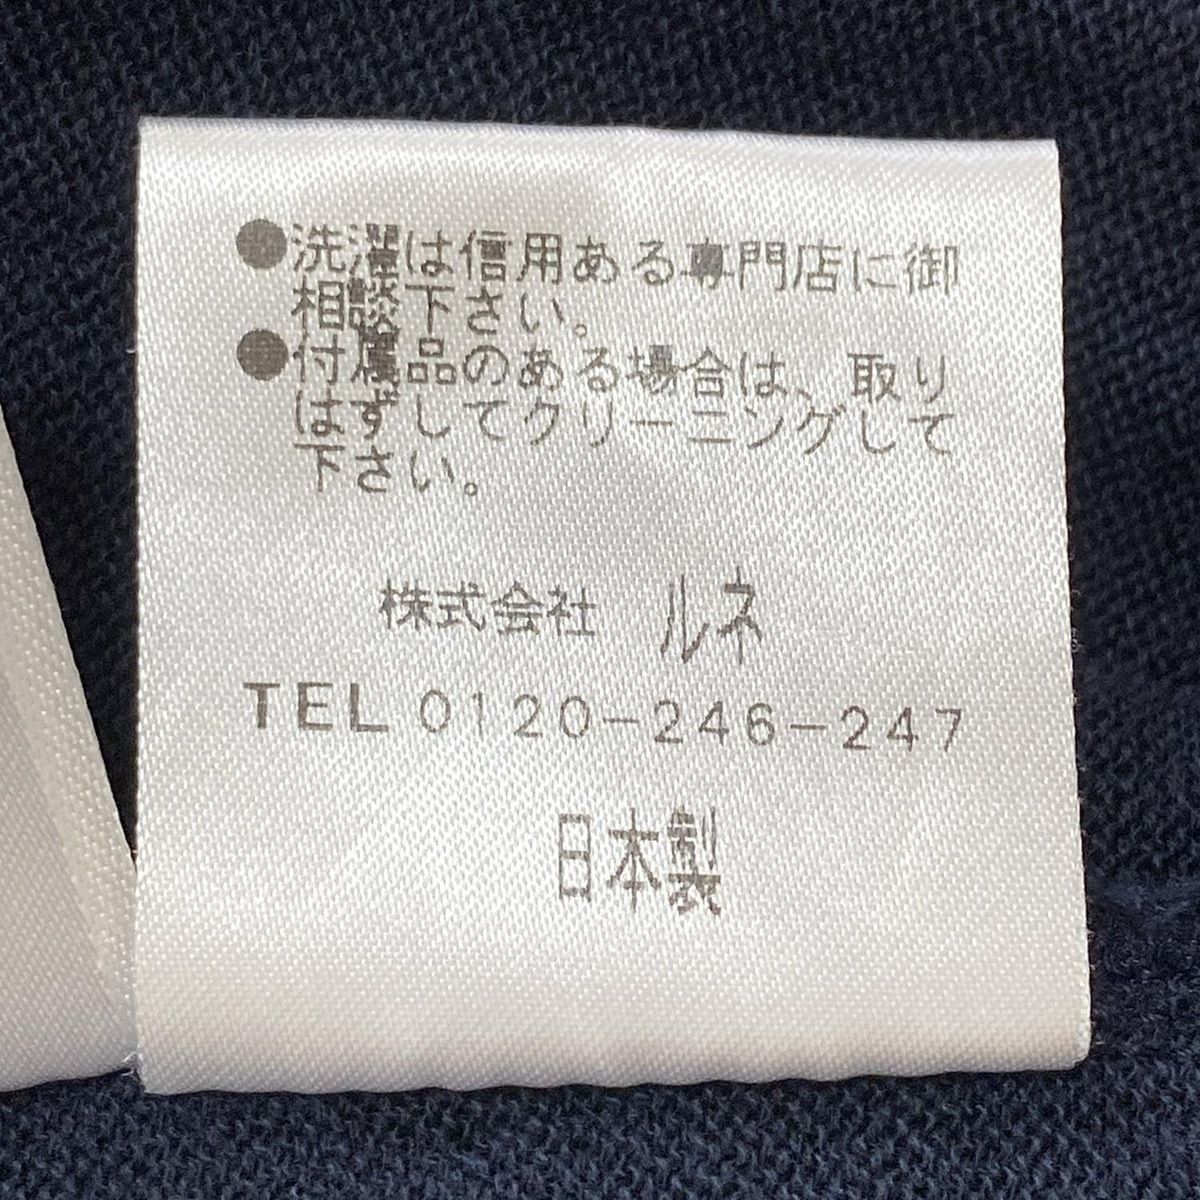 ●洗濯は信用ある専門店に御
相談下さい。
●付属品のある場合は、取り
はずしてクリーニングして
下さい。
株式会社 ルネ
TEL 0120-246-247
日本製